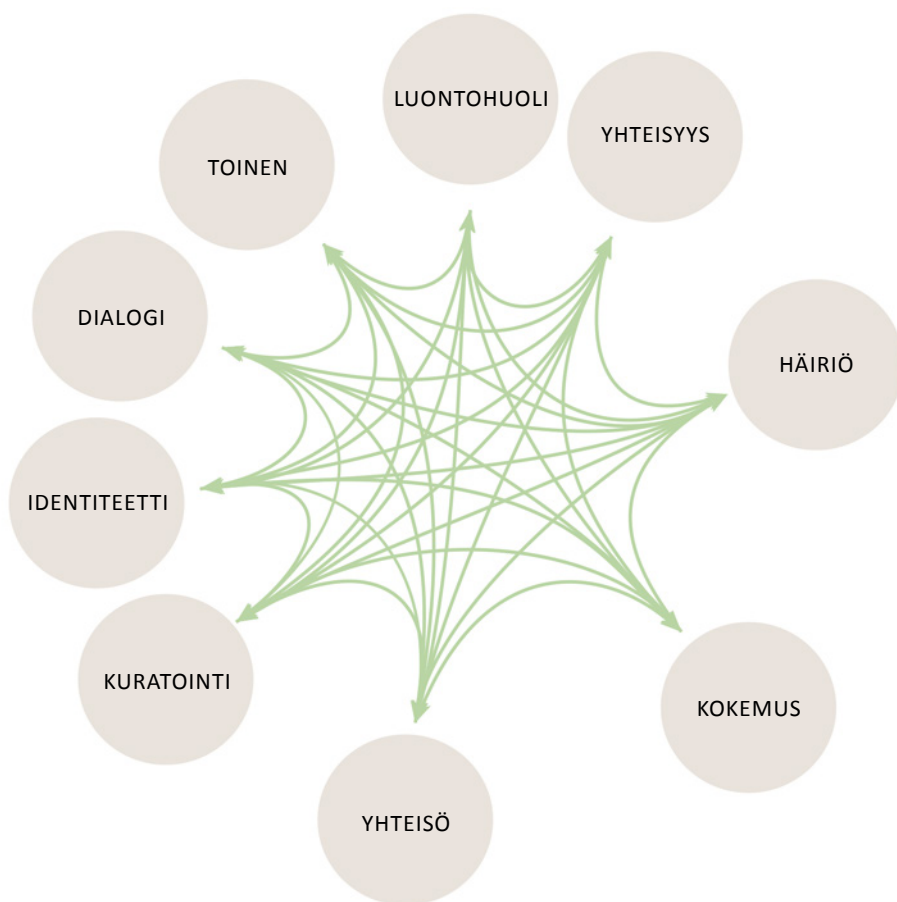 LUONTOHUOLI
YHTEISYYS
TOINEN
DIALOGI
HÄIRIÖ
IDENTITEETTI
KURATOINTI
KOKEMUS
YHTEISÖ